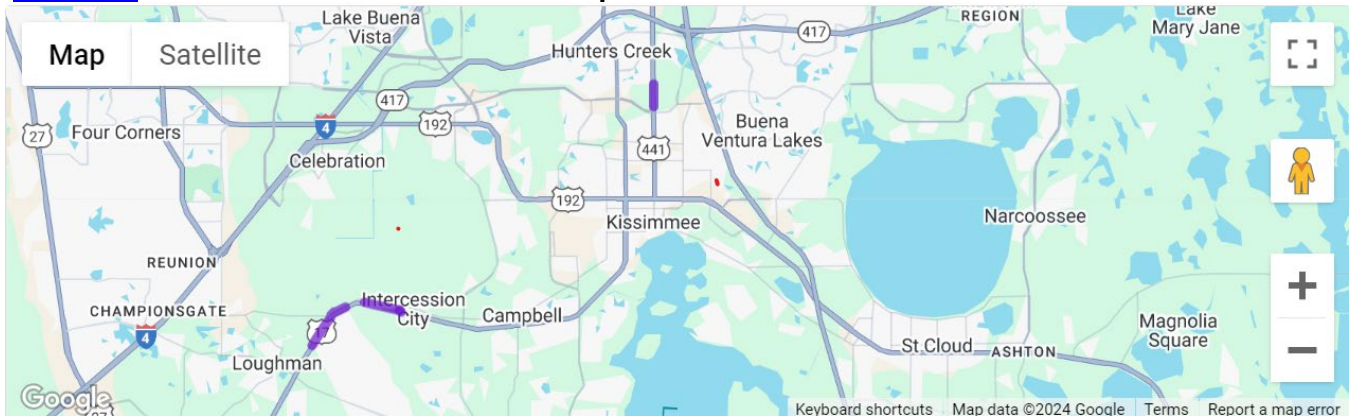 Map
Satellite
Lake Buena
Vista
REGION
Lake
Mary Jane
417
Hunters Creek
417
27
Four Corners
4
192
Buena
Ventura Lakes
441
Celebration
192
Kissimmee
Narcoossee
REUNION
Intercession
City
CHAMPIONSGATE
17
Campbell
4
Loughman
St Cloud
ASHTON
Magnolia
Square
Google
27
Keyboard shortcuts
Map data ©2024 Google
Terms
Report a map error